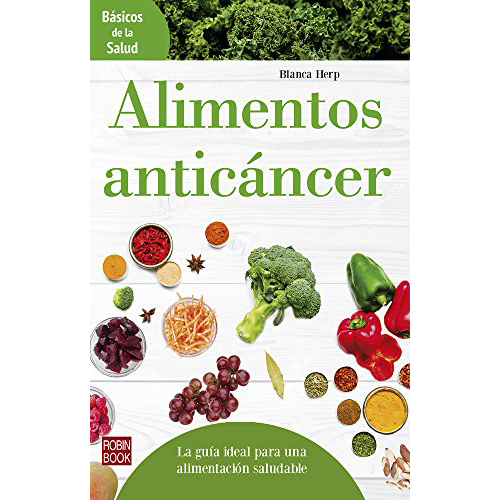 Básicos
de la
Salud
Blanca Herp
Alimentos
anticáncer
ROBIN
BOOK
La guía ideal para una
alimentación saludable